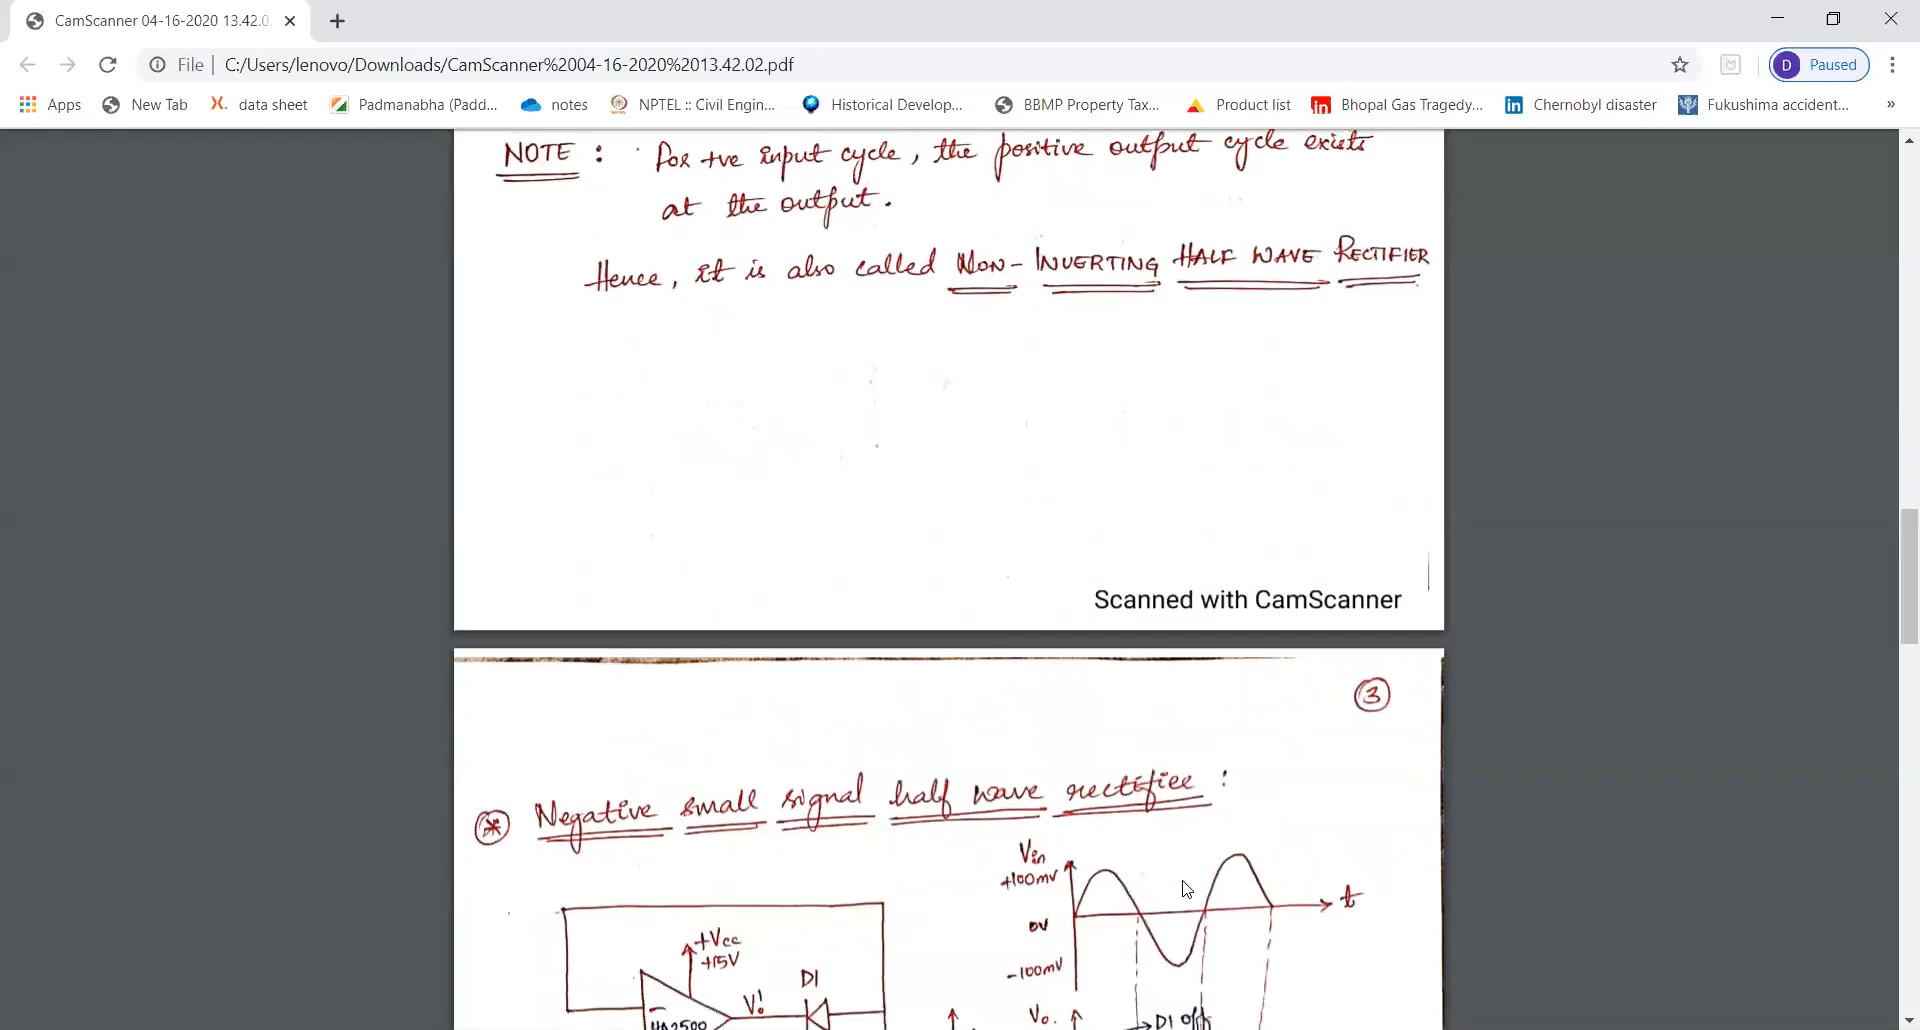 CamScanner 04-16-2020 13.42.0
File | C:/Users/lenovo/Downloads/CamScanner%2004-16-2020%2013.42.02.pdf
D Paused
Apps New Tab X. data sheet Padmanabha (Padd... notes NPTEL :: Civil Engin... Historical Develop... BBMP Property Tax... Product list Bhopal Gas Tragedy... Chernobyl disaster Fukushima accident... »
NOTE : For +ve input cycle, the positive output cycle exists
at the output.
Hence, it is also called NON-INVERTING HALF WAVE RECTIFIER
Scanned with CamScanner
3
* Negative small signal half wave rectifier :
Vin
+100mV
t
0V
-100mV
+Vcc
+15V
D1
Vo'
-
HA2500
Vo
D1 off